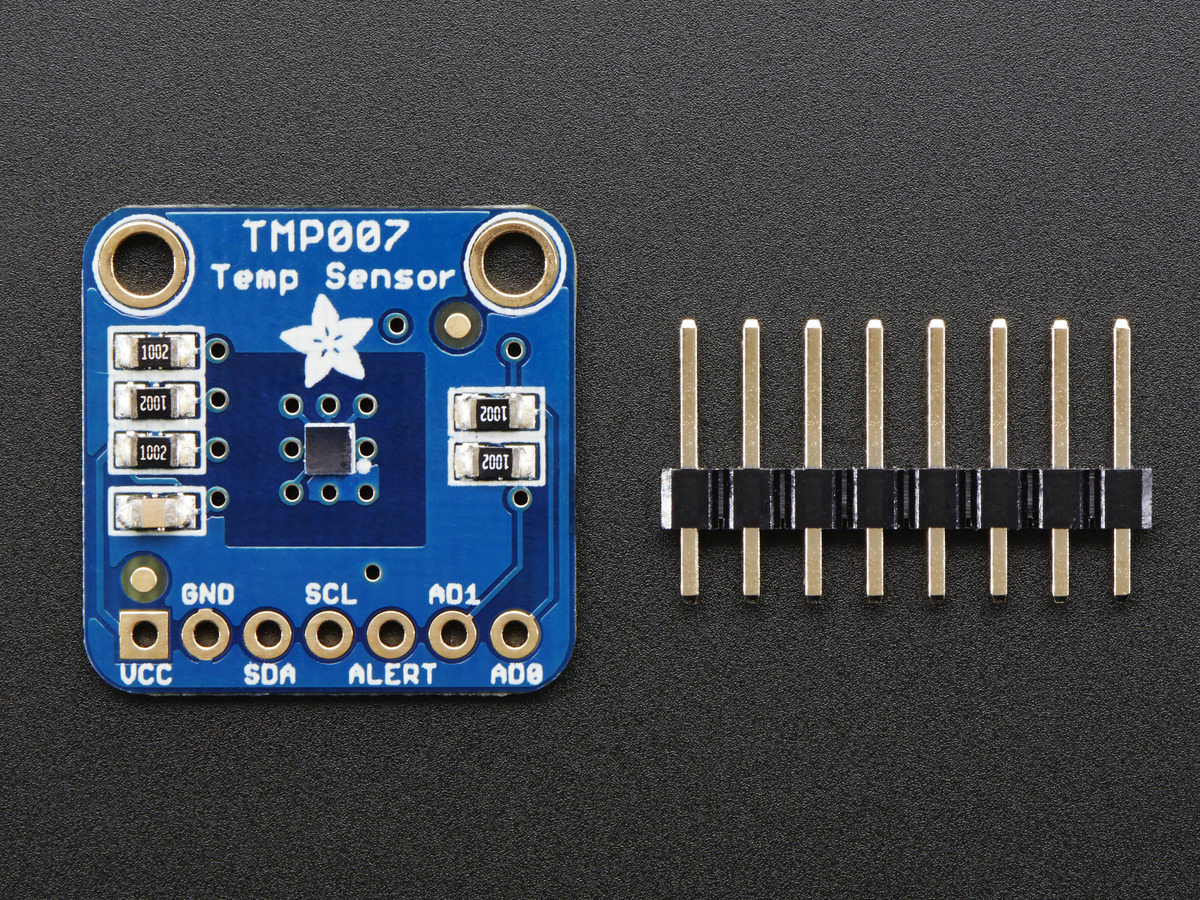 TMP007
Temp Sensor
1002
1002
1002
1002
1002
GND SCL AD1
VCC SDA ALERT AD0